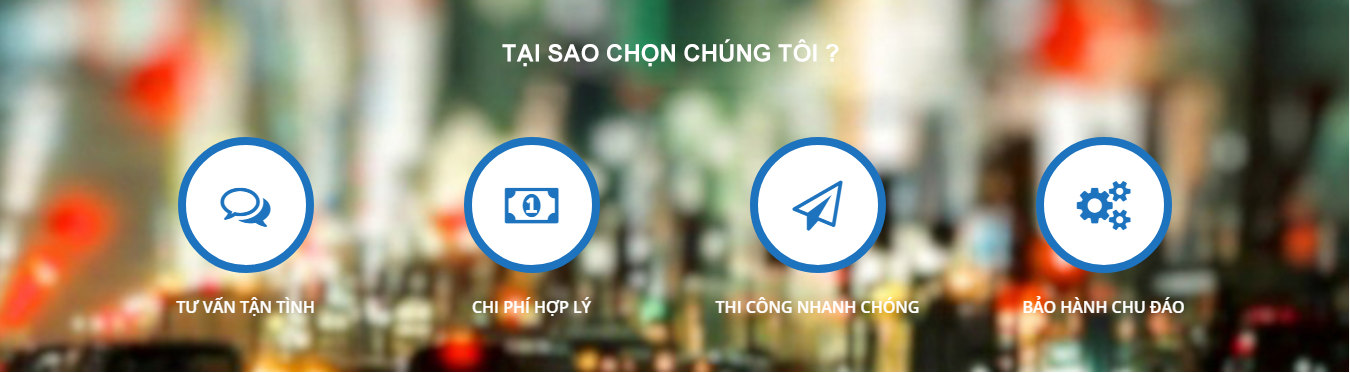 TẠI SAO CHỌN CHÚNG TÔI ?
1
TƯ VẤN TẬN TÌNH
CHI PHÍ HỢP LÝ
THI CÔNG NHANH CHÓNG
BẢO HÀNH CHU ĐÁO